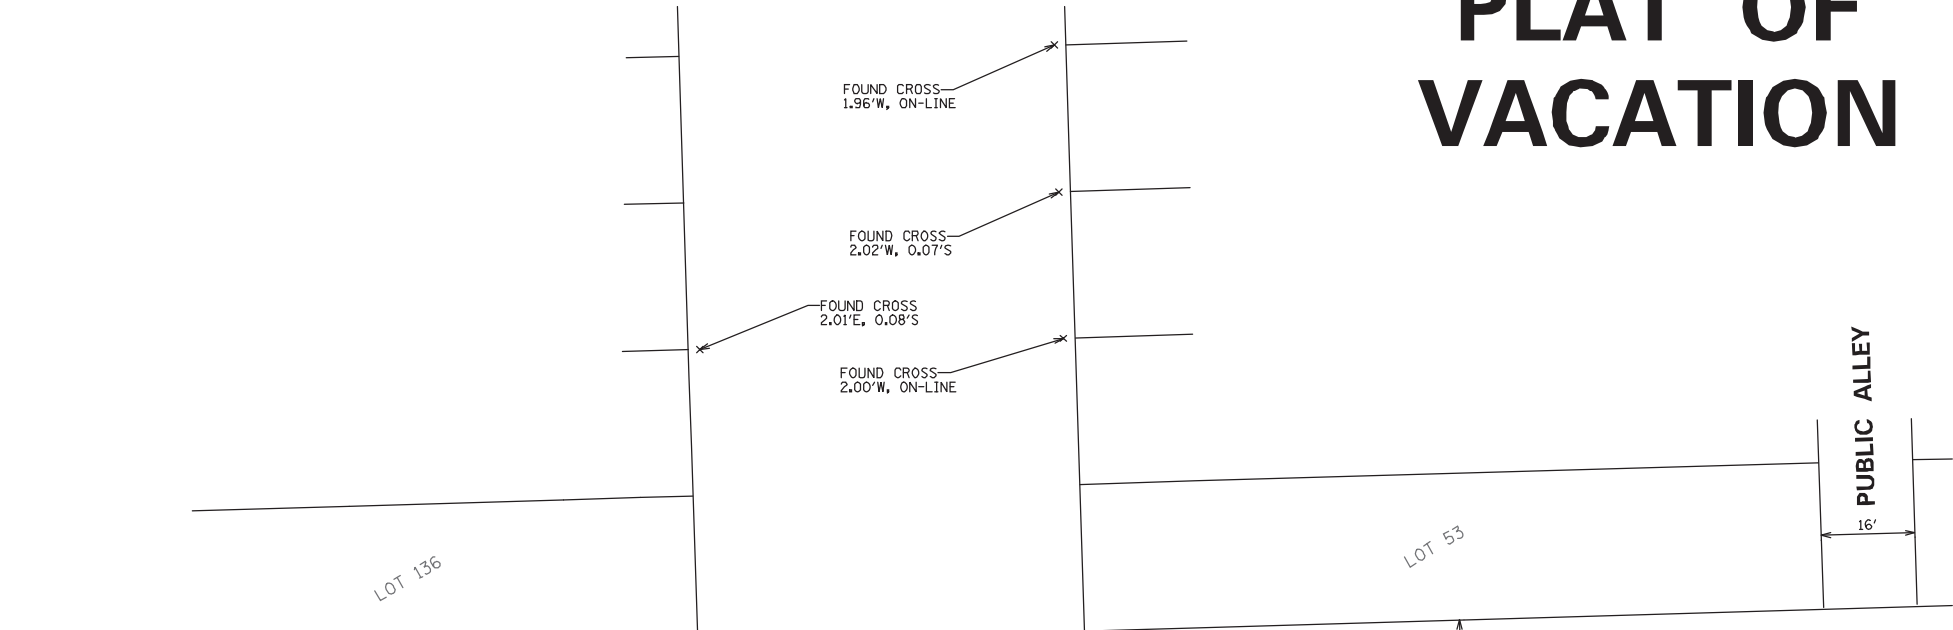 PLAT OF
VACATION
FOUND CROSS
1.96'W, ON-LINE
FOUND CROSS
2.02'W, 0.07'S
FOUND CROSS
2.01'E, 0.08'S
FOUND CROSS
2.00'W, ON-LINE
PUBLIC ALLEY
16'
LOT 53
LOT 136